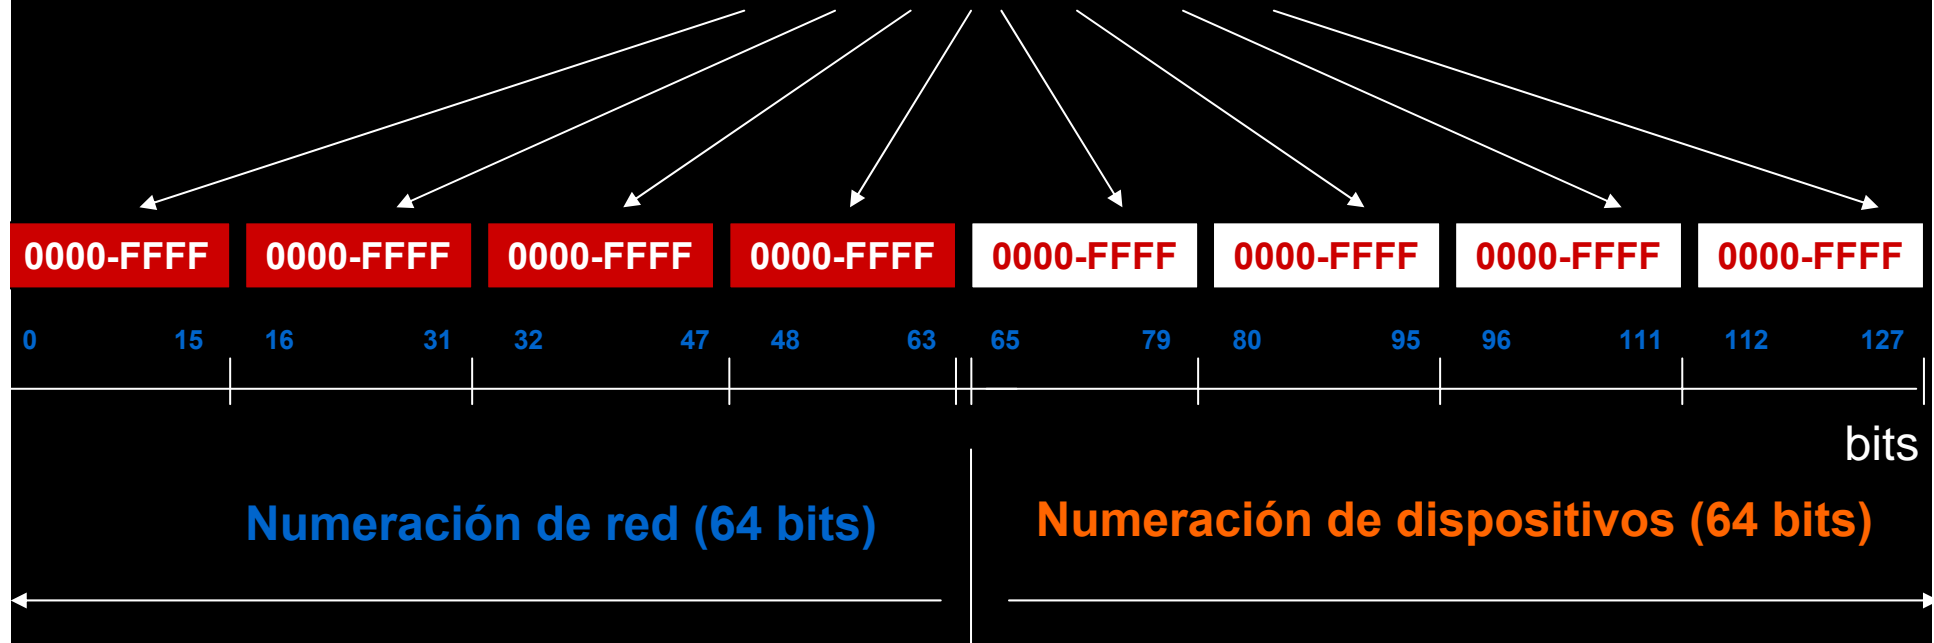 0000-FFFF 0000-FFFF 0000-FFFF 0000-FFFF 0000-FFFF 0000-FFFF 0000-FFFF 0000-FFFF
0 15 16 31 32 47 48 63 65 79 80 95 96 111 112 127
bits
Numeración de red (64 bits) Numeración de dispositivos (64 bits)